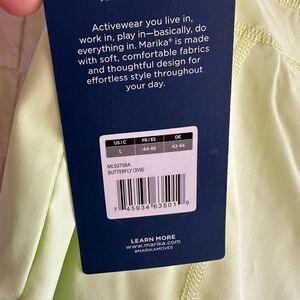 Activewear you live in,
work in, play in—basically, do
everything in. Marika® is made
with soft, comfortable fabrics
and thoughtful design for
effortless style throughout
your day.
US/C FR/ES DE
L 44-46 42-44
MLS0708A
BUTTERFLY (3V8)
7 45934 63501 9
LEARN MORE
www.marika.com
#MARIKAMOVES